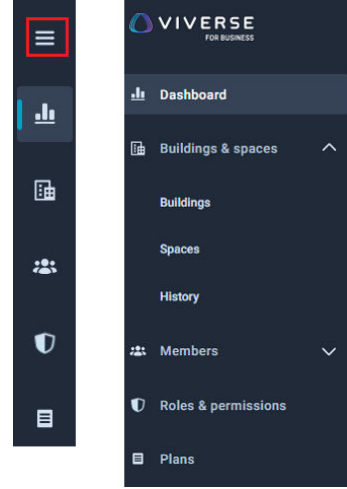 VIVERSE
FOR BUSINESS
Dashboard
Buildings & spaces
Buildings
Spaces
History
Members
Roles & permissions
Plans